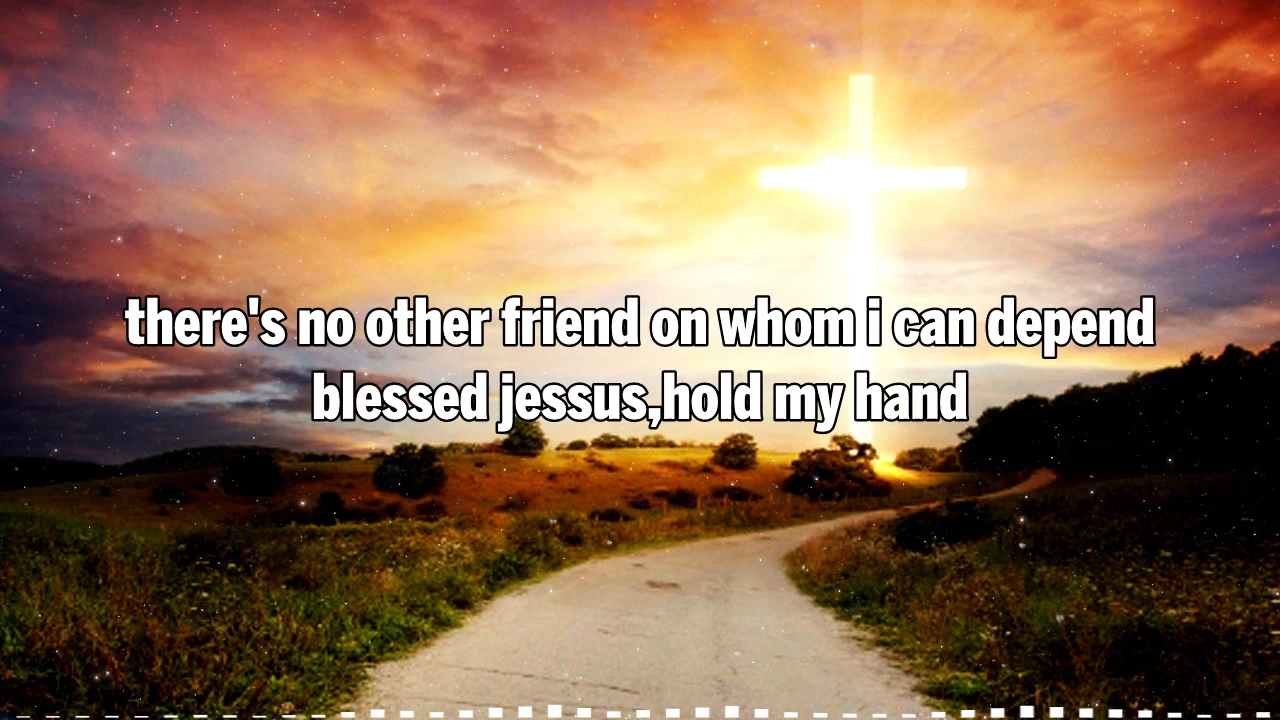 there's no other friend on whom i can depend
blessed jessus,hold my hand